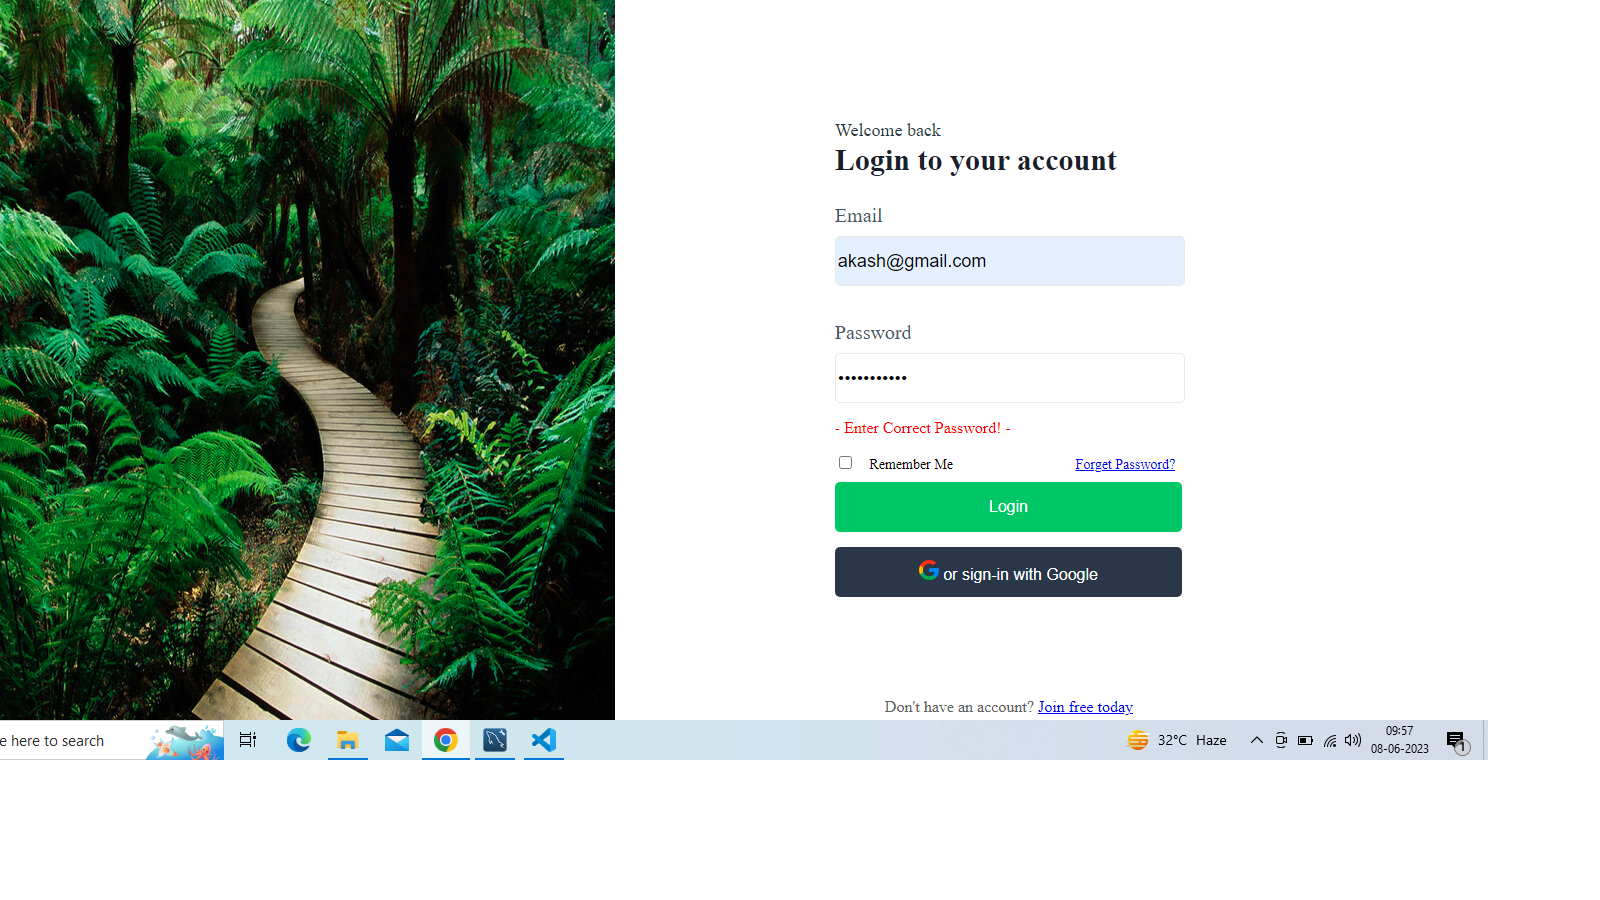 Welcome back
Login to your account
Email
akash@gmail.com
Password
•••••••••••
- Enter Correct Password! -
Remember Me Forget Password?
Login
or sign-in with Google
Don't have an account? Join free today
e here to search
32°C Haze
09:57
08-06-2023
1